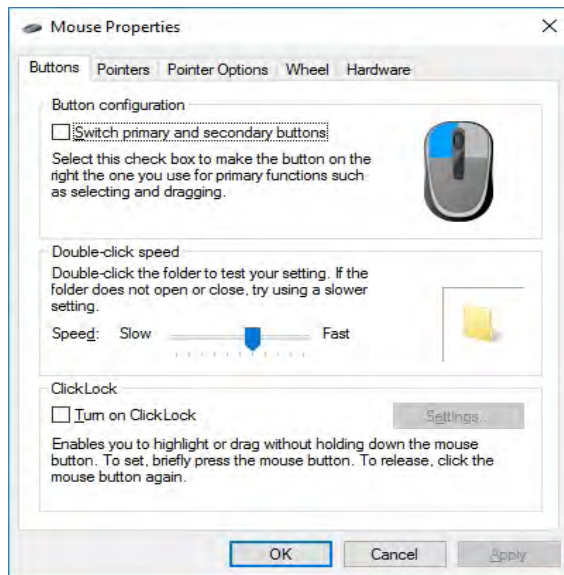 Mouse Properties
Buttons Pointers Pointer Options Wheel Hardware
Button configuration
Switch primary and secondary buttons
Select this check box to make the button on the
right the one you use for primary functions such
as selecting and dragging.
Double-click speed
Double-click the folder to test your setting. If the
folder does not open or close, try using a slower
setting.
Speed: Slow Fast
ClickLock
Turn on ClickLock Settings...
Enables you to highlight or drag without holding down the mouse
button. To set, briefly press the mouse button. To release, click the
mouse button again.
OK Cancel Apply